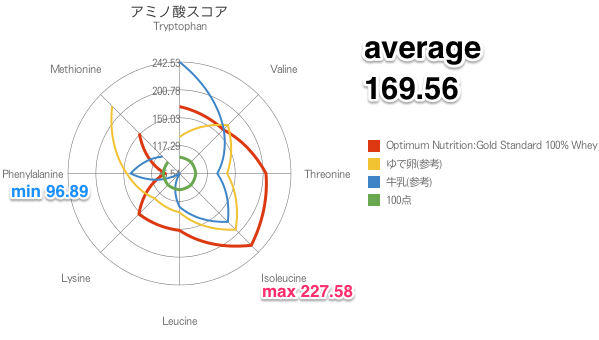 アミノ酸スコア
Tryptophan
average
169.56
242.53
Methionine
Valine
200.78
159.03
117.29
Optimum Nutrition:Gold Standard 100% Whey
ゆで卵(参考)
牛乳(参考)
100点
Phenylalanine
Threonine
min 96.89
Lysine
Isoleucine
max 227.58
Leucine